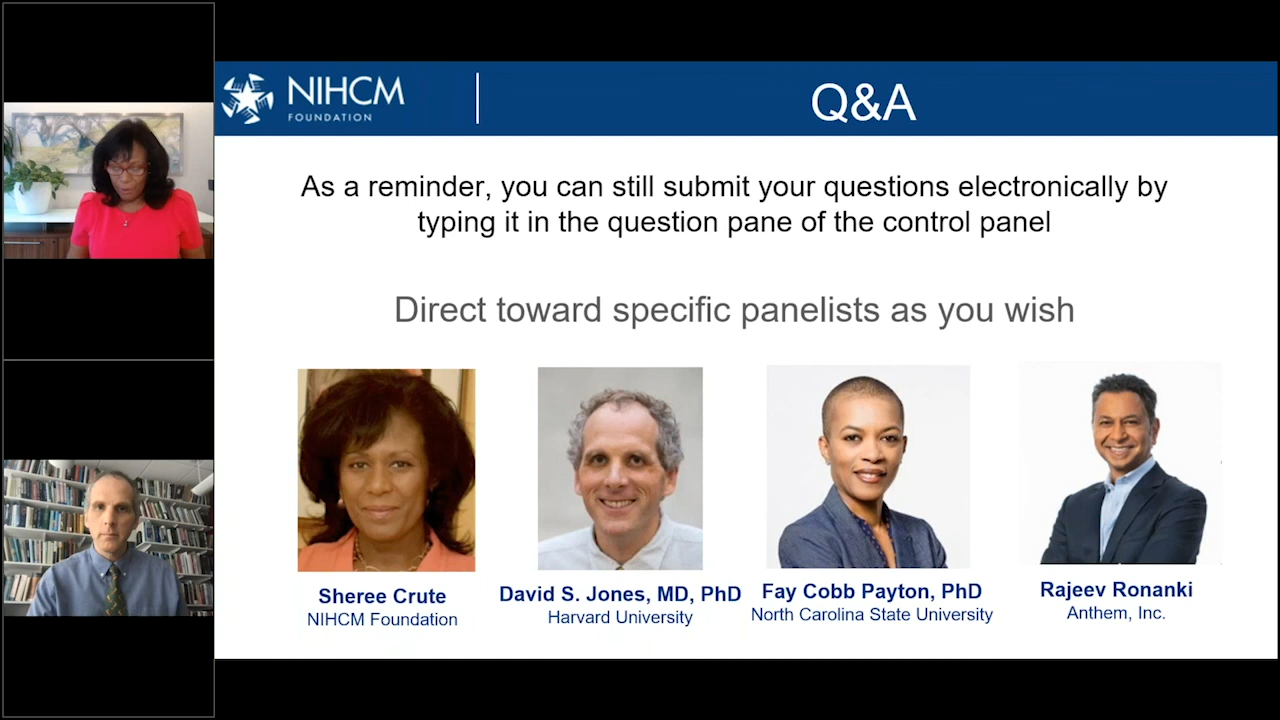 NIHCM
FOUNDATION
Q&A
As a reminder, you can still submit your questions electronically by
typing it in the question pane of the control panel
Direct toward specific panelists as you wish
Sheree Crute
NIHCM Foundation
David S. Jones, MD, PhD
Harvard University
Fay Cobb Payton, PhD
North Carolina State University
Rajeev Ronanki
Anthem, Inc.